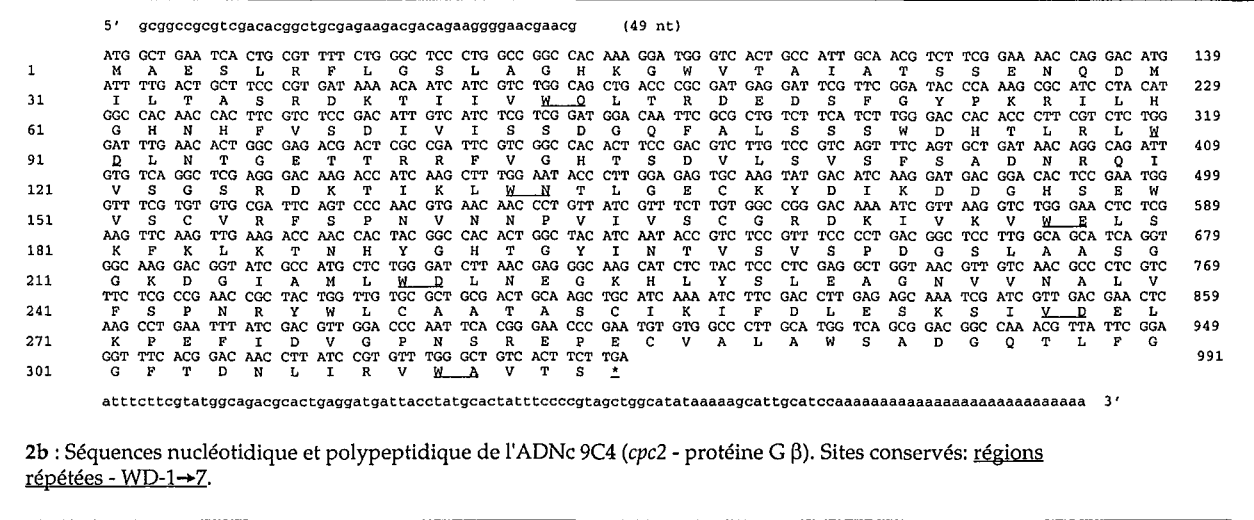 5' gcggccgcgtcgacacggctgcgagaagacgacagaaggggaacgaacg (49 nt)
ATG GCT GAA TCA CTG CGT TTT CTG GGC TCC CTG GCC GGC CAC AAA GGA TGG GTC ACT GCC ATT GCA ACG TCT TCG GAA AAC CAG GAC ATG 139
1 M A E S L R F L G S L A G H K G W V T A I A T S S E N Q D M
ATT TTG ACT GCT TCC CGT GAT AAA ACA ATC ATC GTC TGG CAG CTG ACC CGC GAT GAG GAT TCG TTC GGA TAC CCA AAG CGC ATC CTA CAT 229
31 I L T A S R D K T I I V W Q L T R D E D S F G Y P K R I L H
GGC CAC AAC CAC TTC GTC TCC GAC ATT GTC ATC TCG TCG GAT GGA CAA TTC GCG CTG TCT TCA TCT TGG GAC CAC ACC CTT CGT CTC TGG 319
61 G H N H F V S D I V I S S D G Q F A L S S S W D H T L R L W
GAT TTG AAC ACT GGC GAG ACG ACT CGC CGA TTC GTC GGC CAC ACT TCC GAC GTC TTG TCC GTC AGT TTC AGT GCT GAT AAC AGG CAG ATT 409
91 D L N T G E T T R R F V G H T S D V L S V S F S A D N R Q I
GTG TCA GGC TCG AGG GAC AAG ACC ATC AAG CTT TGG AAT ACC CTT GGA GAG TGC AAG TAT GAC ATC AAG GAT GAC GGA CAC TCC GAA TGG 499
121 V S G S R D K T I K L W N T L G E C K Y D I K D D G H S E W
GTT TCG TGT GTG CGA TTC AGT CCC AAC GTG AAC AAC CCT GTT ATC GTT TCT TGT GGC CGG GAC AAA ATC GTT AAG GTC TGG GAA CTC TCG 589
151 V S C V R F S P N V N N P V I V S C G R D K I V K V W E L S
AAG TTC AAG TTG AAG ACC AAC CAC TAC GGC CAC ACT GGC TAC ATC AAT ACC GTC TCC GTT TCC CCT GAC GGC TCC TTG GCA GCA TCA GGT 679
181 K F K L K T N H Y G H T G Y I N T V S V S P D G S L A A S G
GGC AAG GAC GGT ATC GCC ATG CTC TGG GAT CTT AAC GAG GGC AAG CAT CTC TAC TCC CTC GAG GCT GGT AAC GTT GTC AAC GCC CTC GTC 769
211 G K D G I A M L W D L N E G K H L Y S L E A G N V V N A L V
TTC TCG CCG AAC CGC TAC TGG TTG TGC GCT GCG ACT GCA AGC TGC ATC AAA ATC TTC GAC CTT GAG AGC AAA TCG ATC GTT GAC GAA CTC 859
241 F S P N R Y W L C A A T A S C I K I F D L E S K S I V D E L
AAG CCT GAA TTT ATC GAC GTT GGA CCC AAT TCA CGG GAA CCC GAA TGT GTG GCC CTT GCA TGG TCA GCG GAC GGC CAA ACG TTA TTC GGA 949
271 K P E F I D V G P N S R E P E C V A L A W S A D G Q T L F G
GGT TTC ACG GAC AAC CTT ATC CGT GTT TGG GCT GTC ACT TCT TGA 991
301 G F T D N L I R V W A V T S *
atttcttcgtatggcagacgcactgaggatgattacctatgcactatttccccgtagctggcatataaaaagcattgcatccaaaaaaaaaaaaaaaaaaaaaaaaaaa 3'
2b : Séquences nucléotidique et polypeptidique de l'ADNc 9C4 (cpc2 - protéine G β). Sites conservés: régions
répétées - WD-1→7.